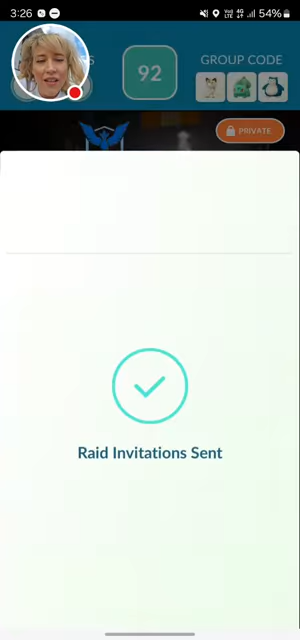 3:26
54%
S
92
GROUP CODE
PRIVATE
Raid Invitations Sent